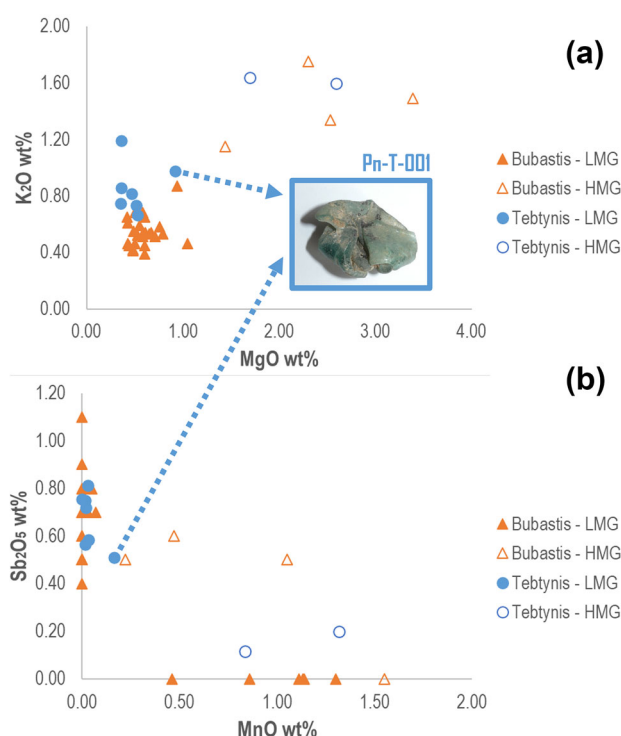 (a)
2.00
1.60
1.20
0.80
0.40
0.00
K₂O wt%
0.00 1.00 2.00 3.00 4.00
MgO wt%
Pn-T-001
Bubastis - LMG
Bubastis - HMG
Tebtynis - LMG
Tebtynis - HMG
(b)
1.20
1.00
0.80
0.60
0.40
0.20
0.00
Sb₂O₅ wt%
0.00 0.50 1.00 1.50 2.00
MnO wt%
Bubastis - LMG
Bubastis - HMG
Tebtynis - LMG
Tebtynis - HMG